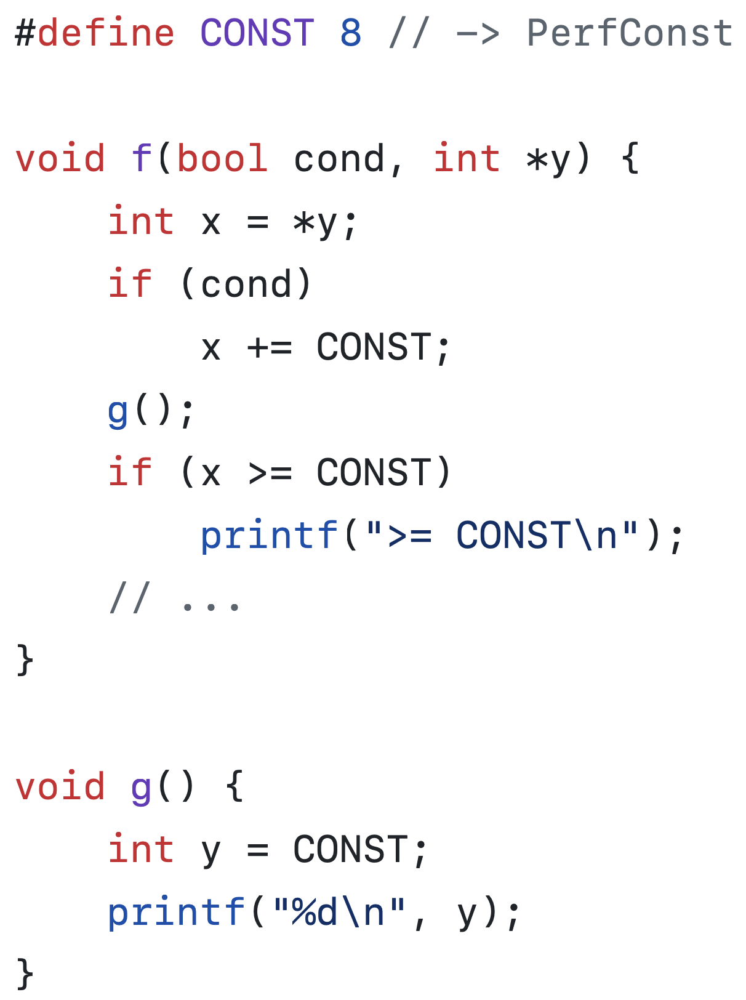 #define CONST 8 // -> PerfConst
void f(bool cond, int *y) {
    int x = *y;
    if (cond)
        x += CONST;
    g();
    if (x >= CONST)
        printf(">= CONST\n");
    // ...
}
void g() {
    int y = CONST;
    printf("%d\n", y);
}